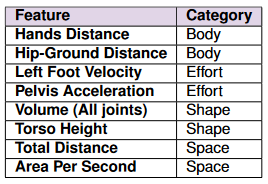 Feature Category
Hands Distance Body
Hip-Ground Distance Body
Left Foot Velocity Effort
Pelvis Acceleration Effort
Volume (All joints) Shape
Torso Height Shape
Total Distance Space
Area Per Second Space